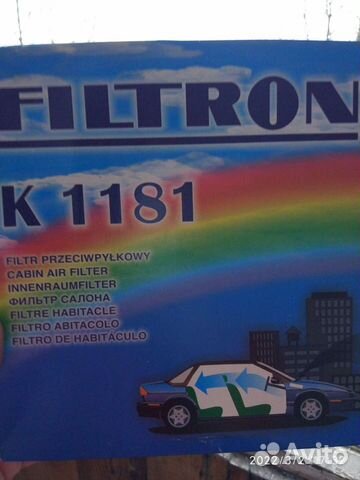 FILTRON
K 1181
FILTR PRZECIWPYŁKOWY
CABIN AIR FILTER
INNENRAUMFILTER
ФИЛЬТР САЛОНА
FILTRE HABITACLE
FILTRO ABITACOLO
FILTRO DE HABITÁCULO
Avito